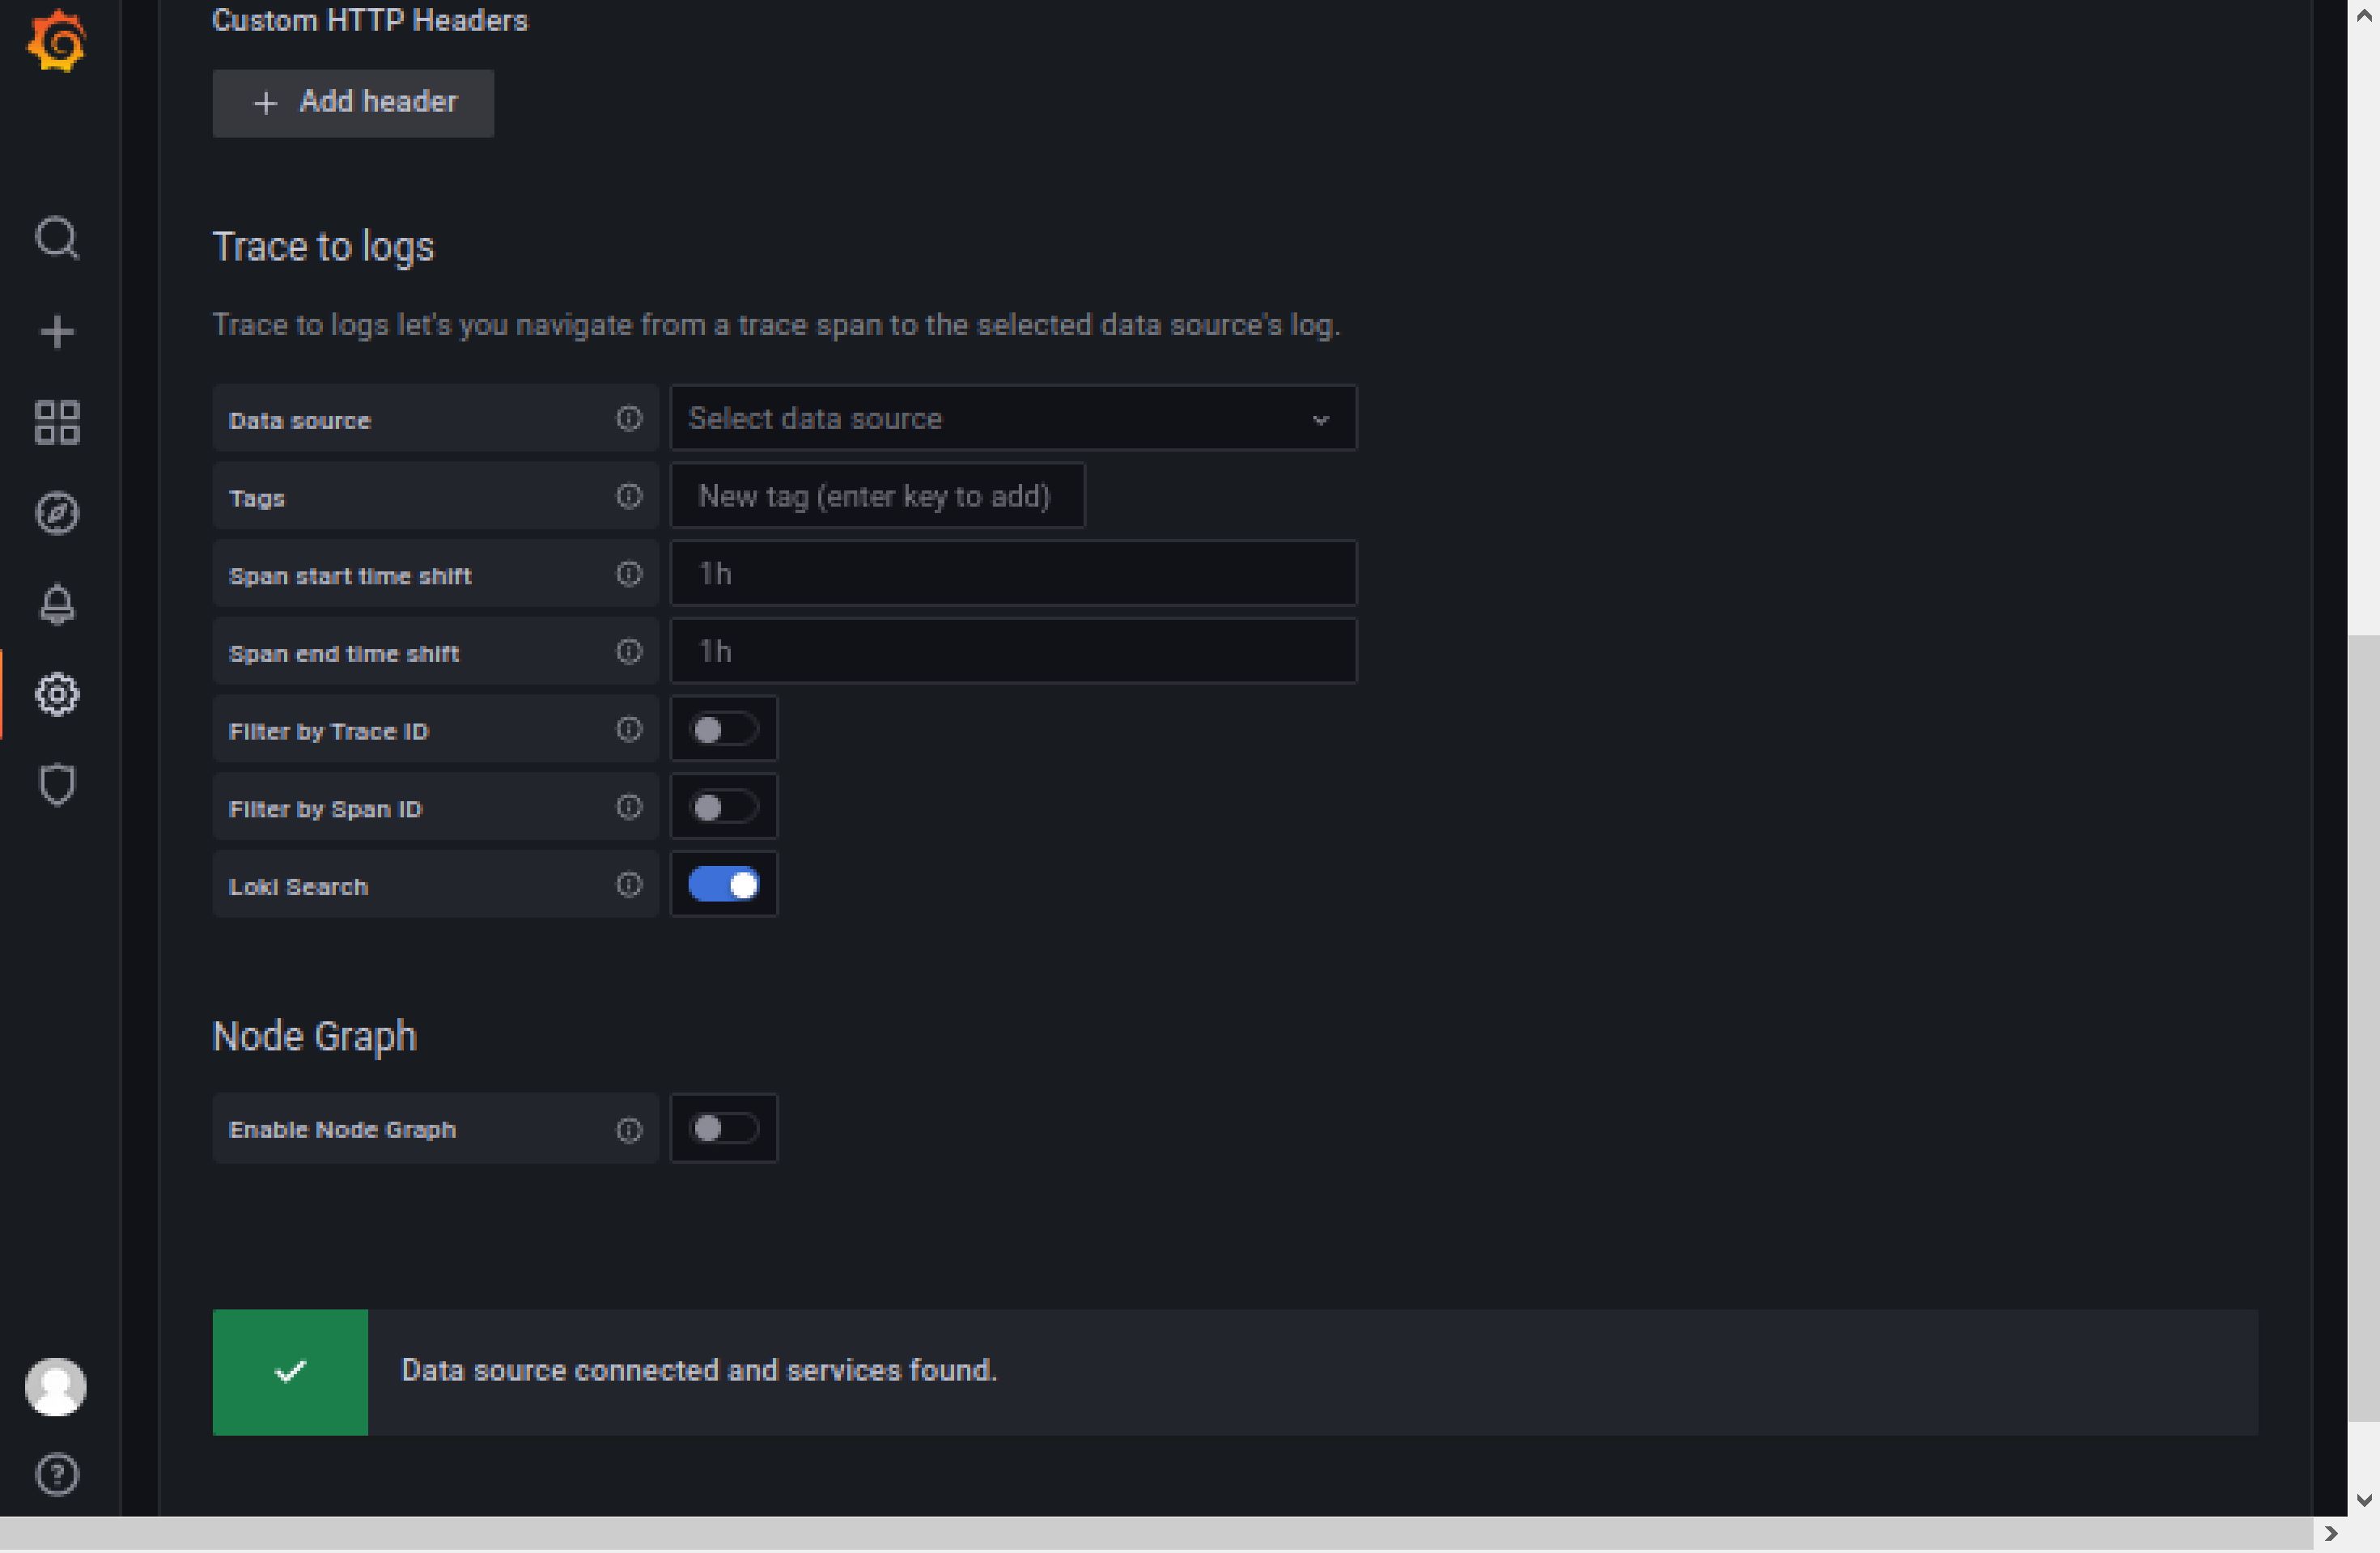 Custom HTTP Headers
Add header
Trace to logs
Trace to logs let's you navigate from a trace span to the selected data source's log.
Data source
Select data source
Tags
New tag (enter key to add)
Span start time shift
1h
Span end time shift
1h
Filter by Trace ID
Filter by Span ID
Loki Search
Node Graph
Enable Node Graph
Data source connected and services found.